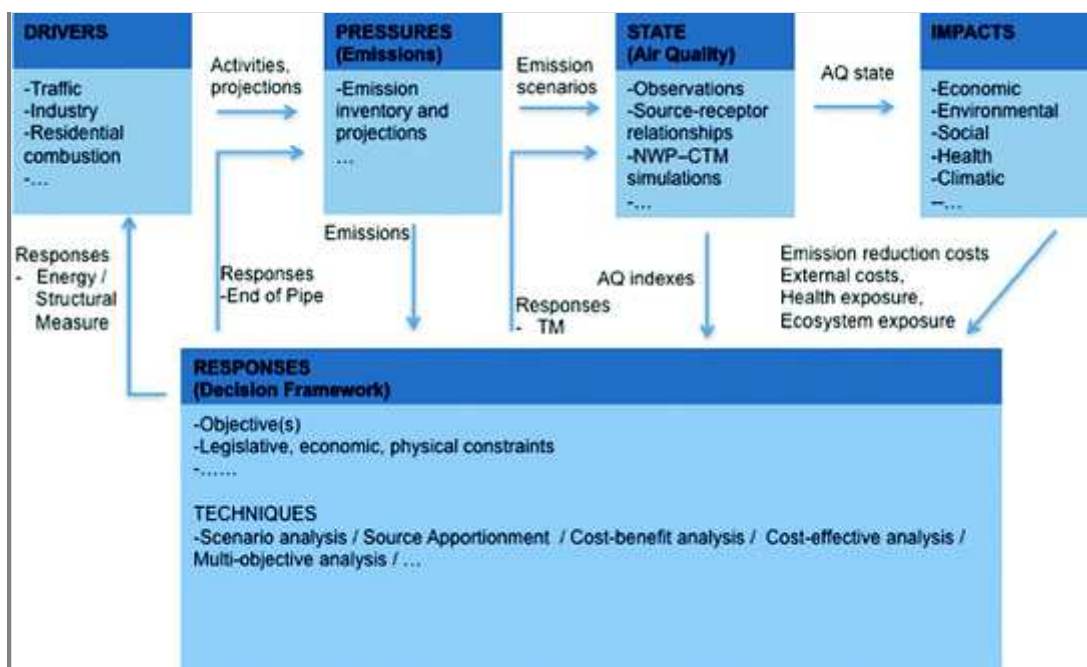 DRIVERS
-Traffic
-Industry
-Residential
combustion
-...
Activities,
projections
PRESSURES
(Emissions)
-Emission
inventory and
projections
...
Emission
scenarios
STATE
(Air Quality)
-Observations
-Source-receptor
relationships
-NWP–CTM
simulations
-...
AQ state
IMPACTS
-Economic
-Environmental
-Social
-Health
-Climatic
–...
Responses
- Energy /
Structural
Measure
Responses
-End of Pipe
Emissions
Responses
- TM
AQ indexes
Emission reduction costs
External costs,
Health exposure,
Ecosystem exposure
RESPONSES
(Decision Framework)
-Objective(s)
-Legislative, economic, physical constraints
-......
TECHNIQUES
-Scenario analysis / Source Apportionment / Cost-benefit analysis / Cost-effective analysis /
Multi-objective analysis / ...